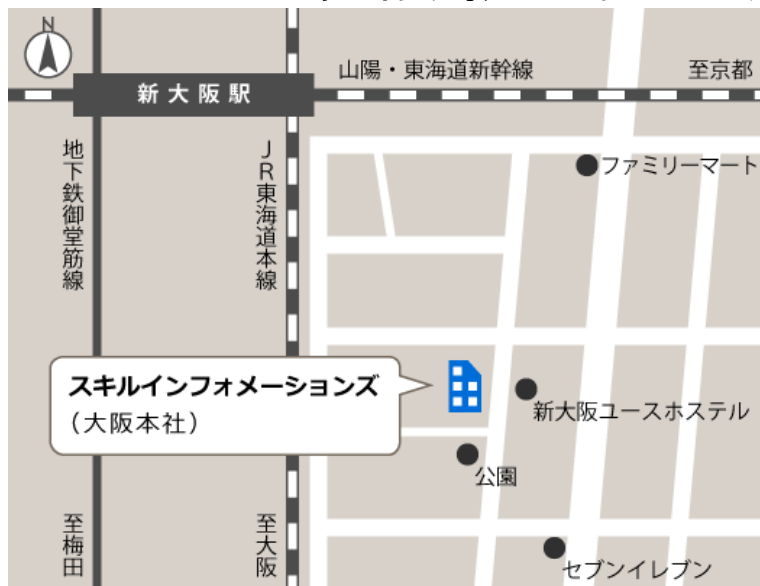 N
山陽・東海道新幹線
至京都
新大阪駅
地下鉄御堂筋線
JR東海道本線
ファミリーマート
スキルインフォメーションズ
（大阪本社）
新大阪ユースホステル
公園
至梅田
至大阪
セブンイレブン